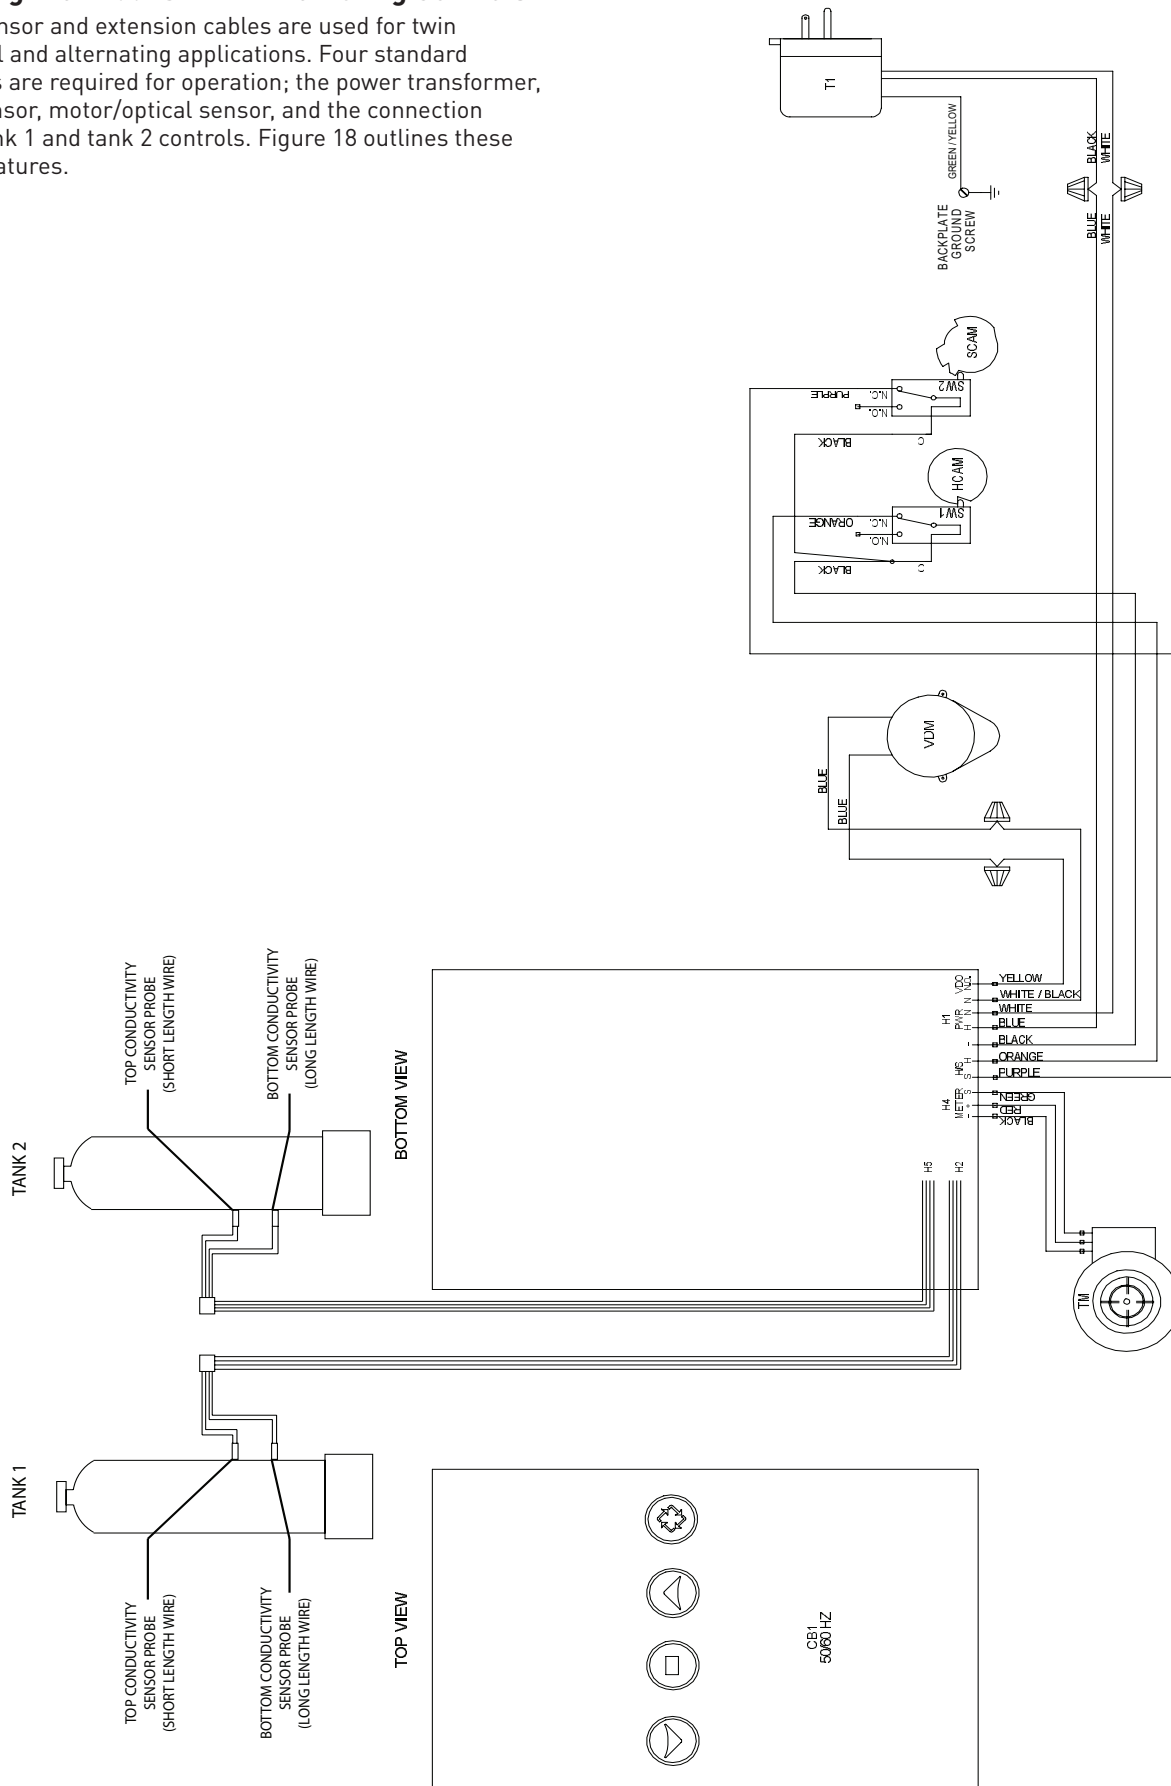 nsor and extension cables are used for twin
l and alternating applications. Four standard
s are required for operation; the power transformer,
nsor, motor/optical sensor, and the connection
nk 1 and tank 2 controls. Figure 18 outlines these
atures.
T1
GREEN/YELLOW
BLACK
WHITE
BLUE
WHITE
BACKPLATE
GROUND
SCREW
SCAM
SW2
PURPLE
N.C.
N.O.
BLACK
C
HCAM
SW1
ORANGE
N.C.
N.O.
BLACK
C
VDM
BLUE
BLUE
TANK 2
TOP CONDUCTIVITY
SENSOR PROBE
(SHORT LENGTH WIRE)
BOTTOM CONDUCTIVITY
SENSOR PROBE
(LONG LENGTH WIRE)
BOTTOM VIEW
VDO
N.O.
N
H1
PWR
N
H
-
H/S
H
S
H4
METER
S
+
-
YELLOW
WHITE / BLACK
WHITE
BLUE
BLACK
ORANGE
PURPLE
GREEN
RED
BLACK
H5
H2
TM
TANK 1
TOP CONDUCTIVITY
SENSOR PROBE
(SHORT LENGTH WIRE)
BOTTOM CONDUCTIVITY
SENSOR PROBE
(LONG LENGTH WIRE)
TOP VIEW
CB1
50/60 HZ